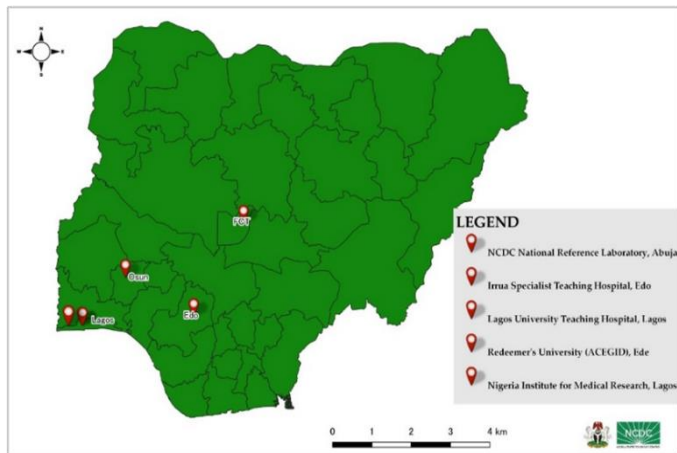 N
W
E
S
FCT
Osun
Edo
Lagos
LEGEND
NCDC National Reference Laboratory, Abuja
Irrua Specialist Teaching Hospital, Edo
Lagos University Teaching Hospital, Lagos
Redeemer's University (ACEGID), Ede
Nigeria Institute for Medical Research, Lagos
0 1 2 3 4 km
NCDC